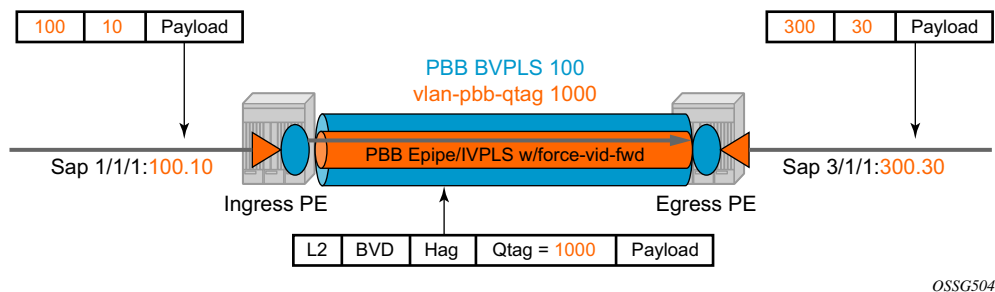 100 10 Payload
300 30 Payload
PBB BVPLS 100
vlan-pbb-qtag 1000
PBB Epipe/IVPLS w/force-vid-fwd
Sap 1/1/1:100.10
Sap 3/1/1:300.30
Ingress PE
Egress PE
L2 BVD Hag Qtag = 1000 Payload
OSSG504